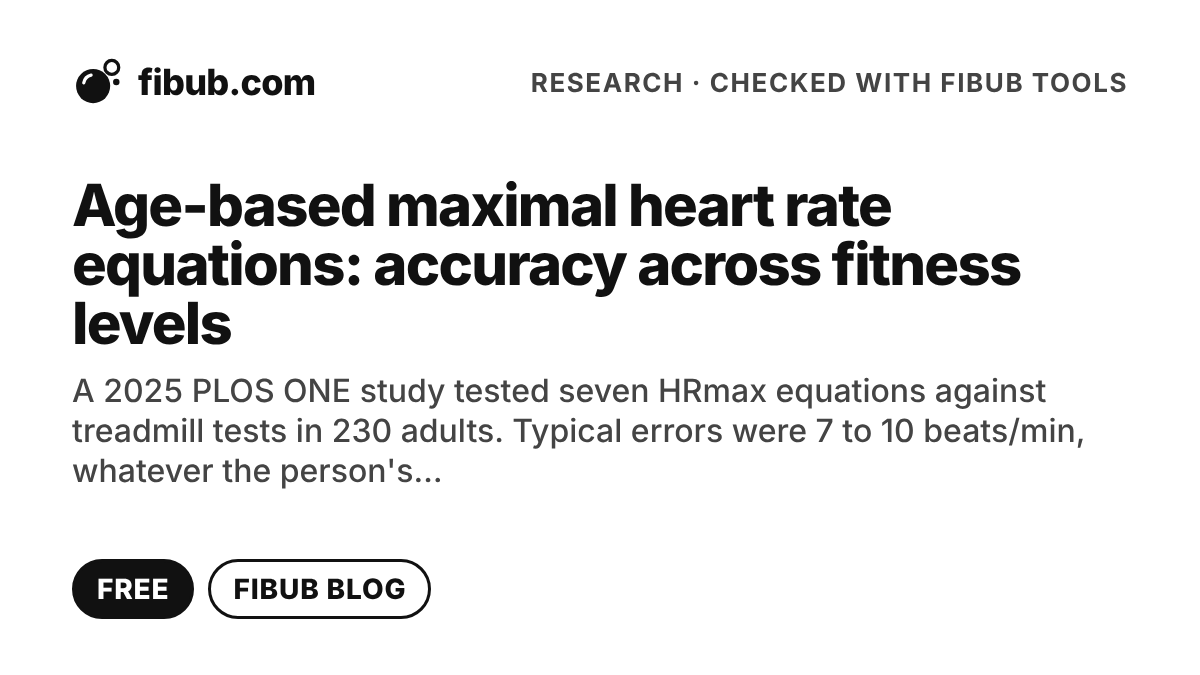 fibub.com
RESEARCH · CHECKED WITH FIBUB TOOLS
Age-based maximal heart rate
equations: accuracy across fitness
levels
A 2025 PLOS ONE study tested seven HRmax equations against
treadmill tests in 230 adults. Typical errors were 7 to 10 beats/min,
whatever the person's...
FREE
FIBUB BLOG